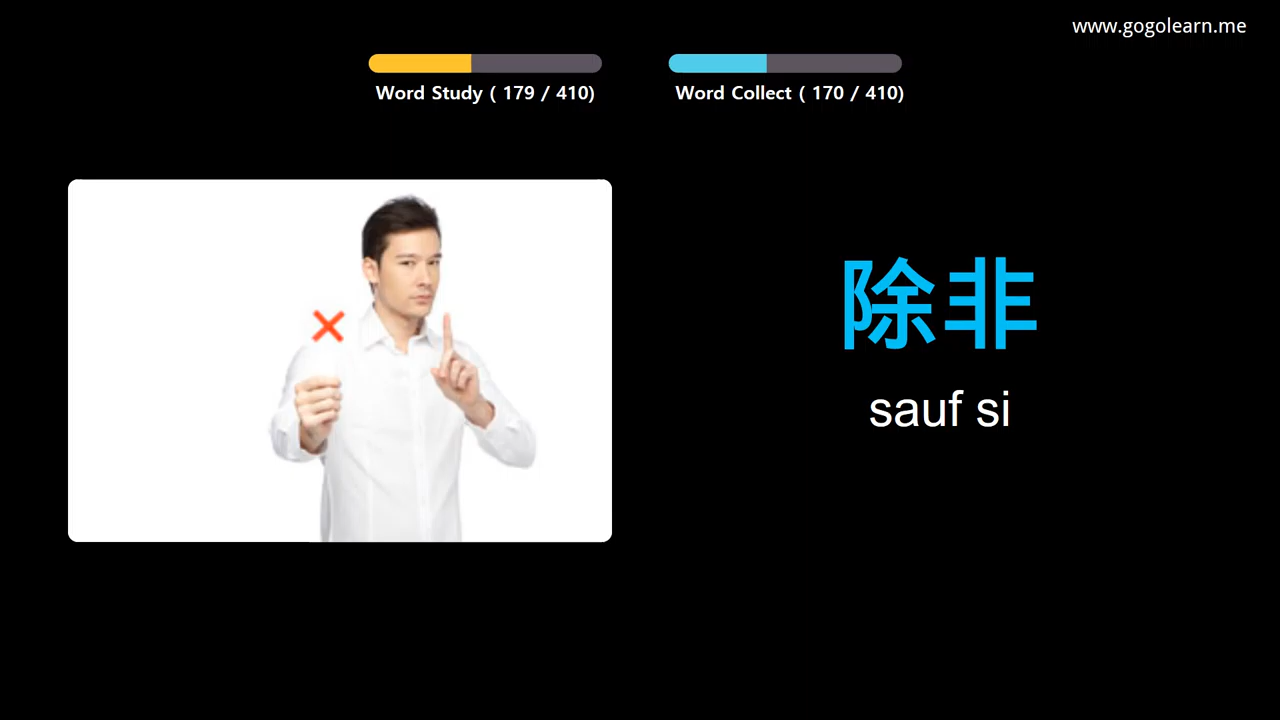 www.gogolearn.me
Word Study ( 179 / 410)
Word Collect ( 170 / 410)
除非
sauf si